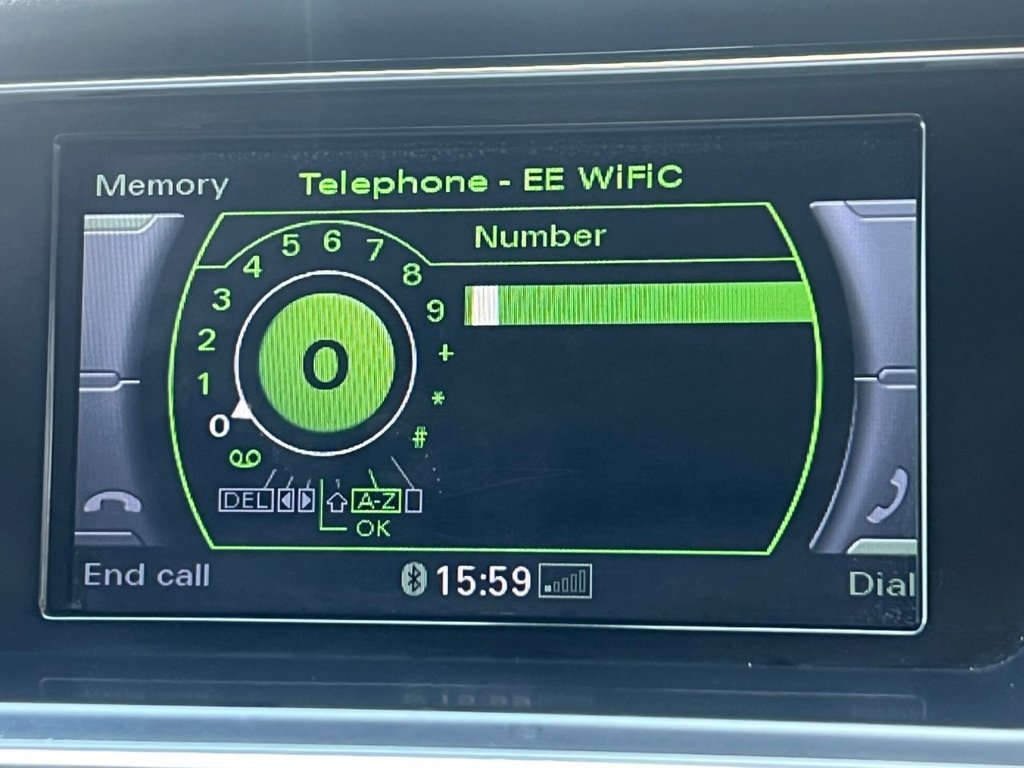 Memory
Telephone - EE WiFiC
Number
0
1
2
3
4
5
6
7
8
9
+
*
#
0
DEL
A-Z
OK
End call
15:59
Dial